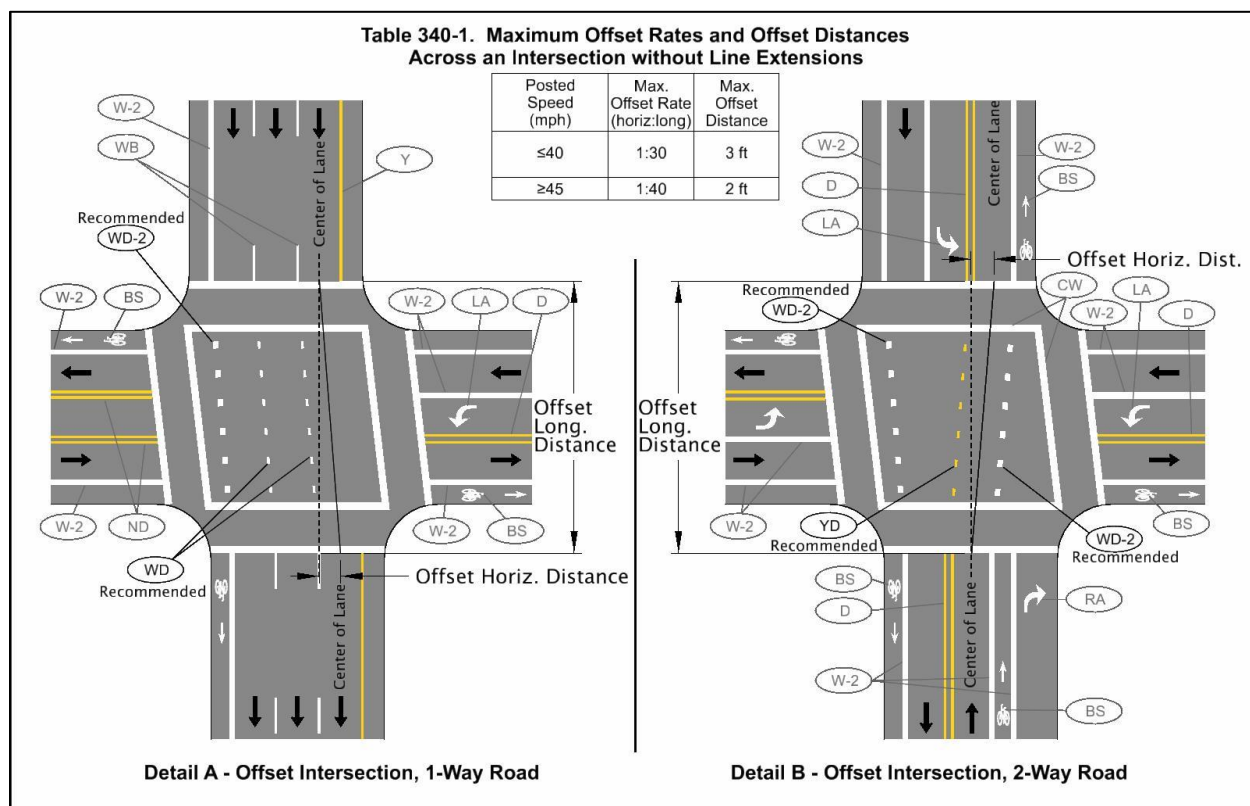 Table 340-1. Maximum Offset Rates and Offset Distances
Across an Intersection without Line Extensions
Posted Speed (mph)
Max. Offset Rate (horiz:long)
Max. Offset Distance
≤40
1:30
3 ft
≥45
1:40
2 ft
W-2
WB
Y
Center of Lane
Recommended
WD-2
W-2
BS
W-2
LA
D
Offset
Long.
Distance
W-2
ND
W-2
BS
WD
Recommended
Offset Horiz. Distance
Center of Lane
Detail A - Offset Intersection, 1-Way Road
W-2
D
LA
Center of Lane
W-2
BS
Offset Horiz. Dist.
Recommended
WD-2
CW
LA
W-2
D
Offset
Long.
Distance
W-2
YD
Recommended
WD-2
Recommended
BS
BS
D
RA
Center of Lane
W-2
BS
Detail B - Offset Intersection, 2-Way Road